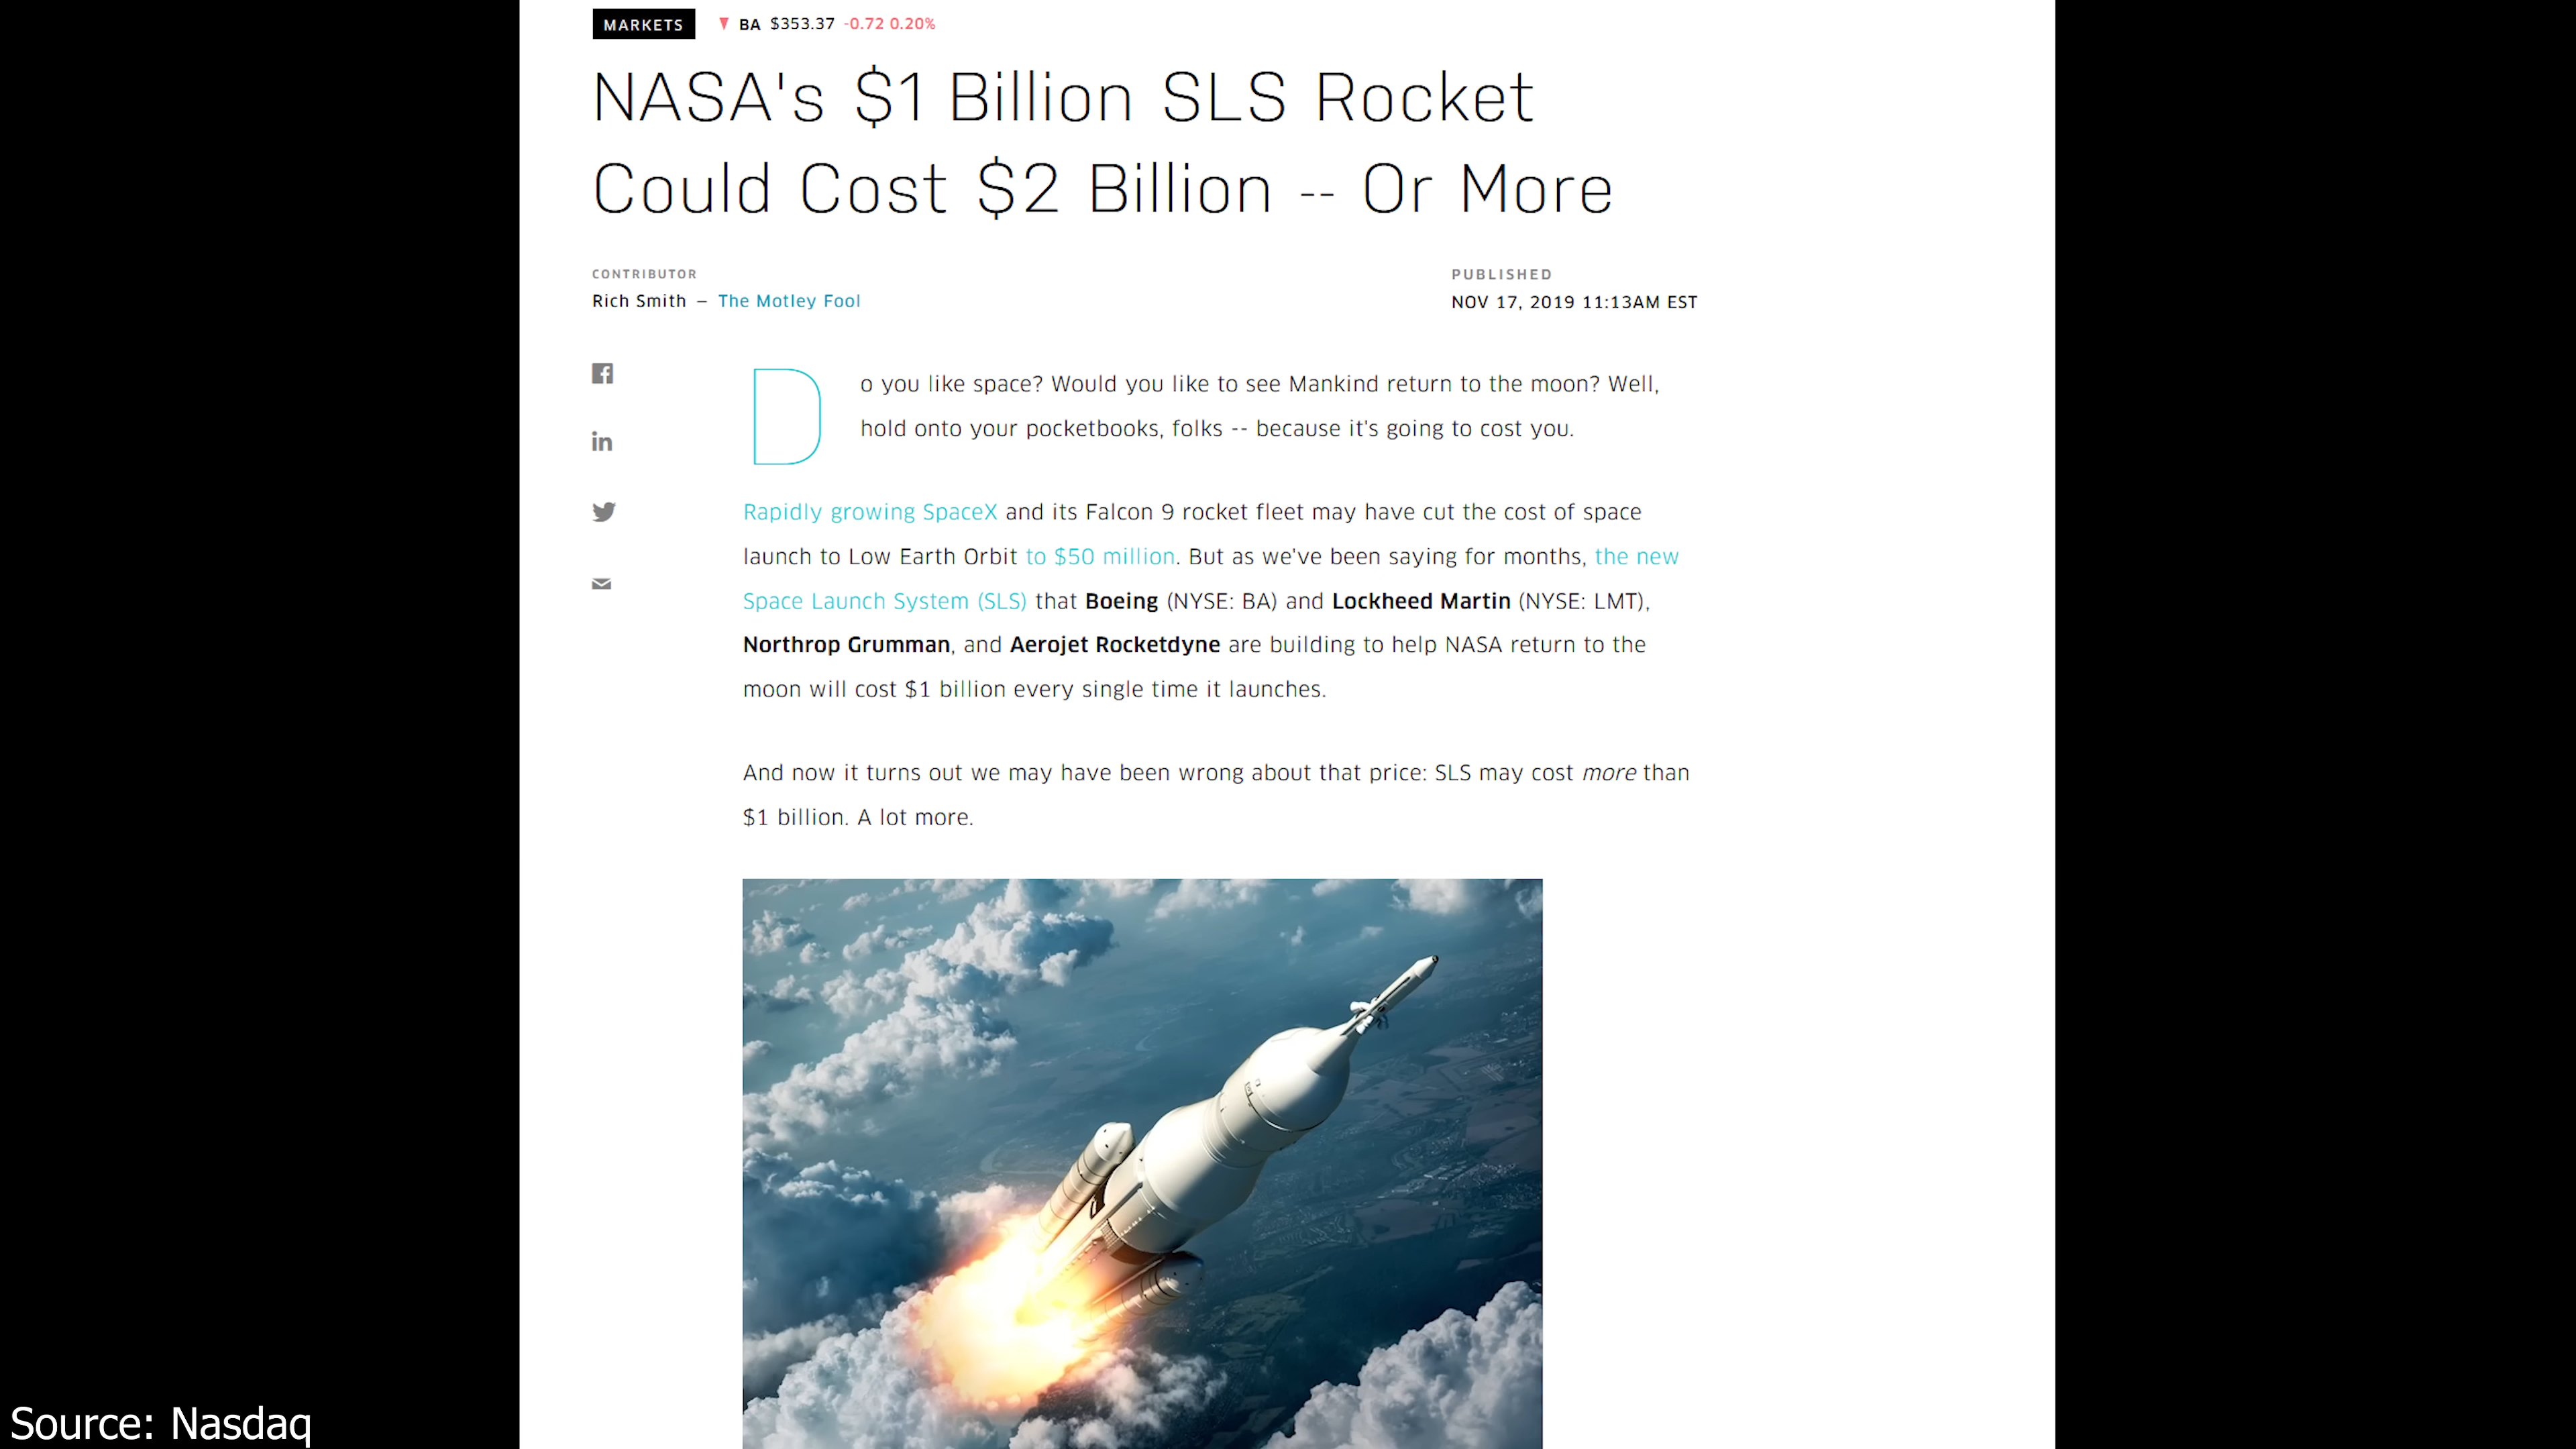 MARKETS ▼ BA $353.37 -0.72 0.20%
NASA's $1 Billion SLS Rocket
Could Cost $2 Billion -- Or More
CONTRIBUTOR
Rich Smith – The Motley Fool
PUBLISHED
NOV 17, 2019 11:13AM EST
Do you like space? Would you like to see Mankind return to the moon? Well,
hold onto your pocketbooks, folks -- because it's going to cost you.
Rapidly growing SpaceX and its Falcon 9 rocket fleet may have cut the cost of space
launch to Low Earth Orbit to $50 million. But as we've been saying for months, the new
Space Launch System (SLS) that Boeing (NYSE: BA) and Lockheed Martin (NYSE: LMT),
Northrop Grumman, and Aerojet Rocketdyne are building to help NASA return to the
moon will cost $1 billion every single time it launches.
And now it turns out we may have been wrong about that price: SLS may cost more than
$1 billion. A lot more.
Source: Nasdaq